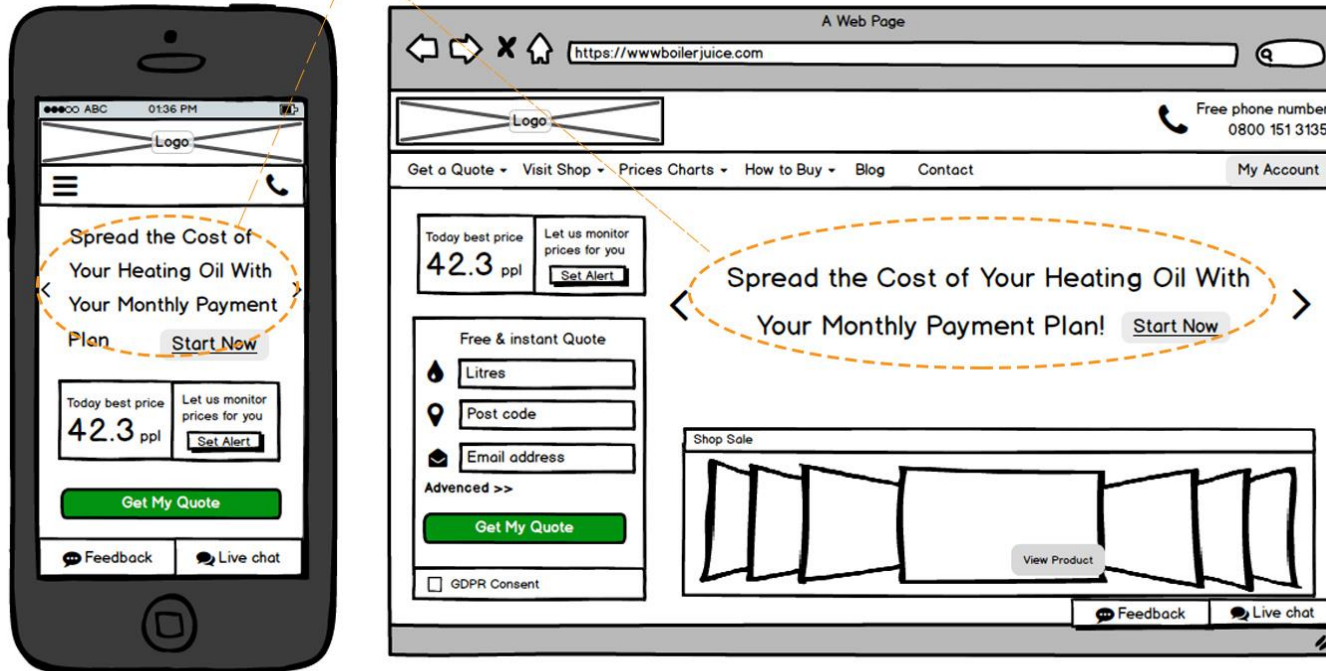 ABC 01:36 PM
Logo
Spread the Cost of
Your Heating Oil With
Your Monthly Payment
Plan Start Now
Today best price
42.3 ppl
Let us monitor
prices for you
Set Alert
Get My Quote
Feedback Live chat
A Web Page
https://wwwboilerjuice.com
Logo
Free phone number
0800 151 3135
Get a Quote Visit Shop Prices Charts How to Buy Blog Contact My Account
Today best price
42.3 ppl
Let us monitor
prices for you
Set Alert
Spread the Cost of Your Heating Oil With
Your Monthly Payment Plan! Start Now
Free & instant Quote
Litres
Post code
Email address
Advenced >>
Get My Quote
GDPR Consent
Shop Sale
View Product
Feedback Live chat